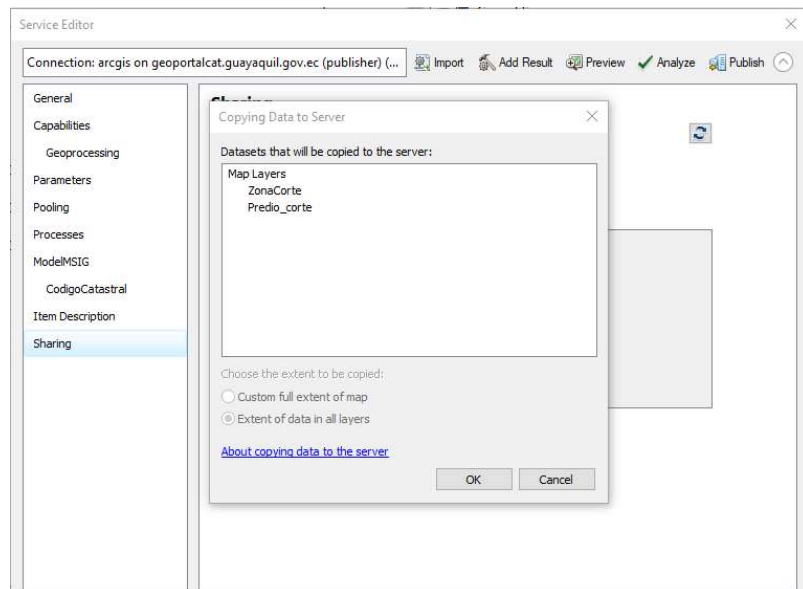 Service Editor
Connection: arcgis on geoportalcat.guayaquil.gov.ec (publisher) (... Import Add Result Preview Analyze Publish
General
Capabilities
Geoprocessing
Parameters
Pooling
Processes
ModelMSIG
CodigoCatastral
Item Description
Sharing
Sharing
Copying Data to Server
Datasets that will be copied to the server:
Map Layers
ZonaCorte
Predio_corte
Choose the extent to be copied:
Custom full extent of map
Extent of data in all layers
About copying data to the server
OK Cancel